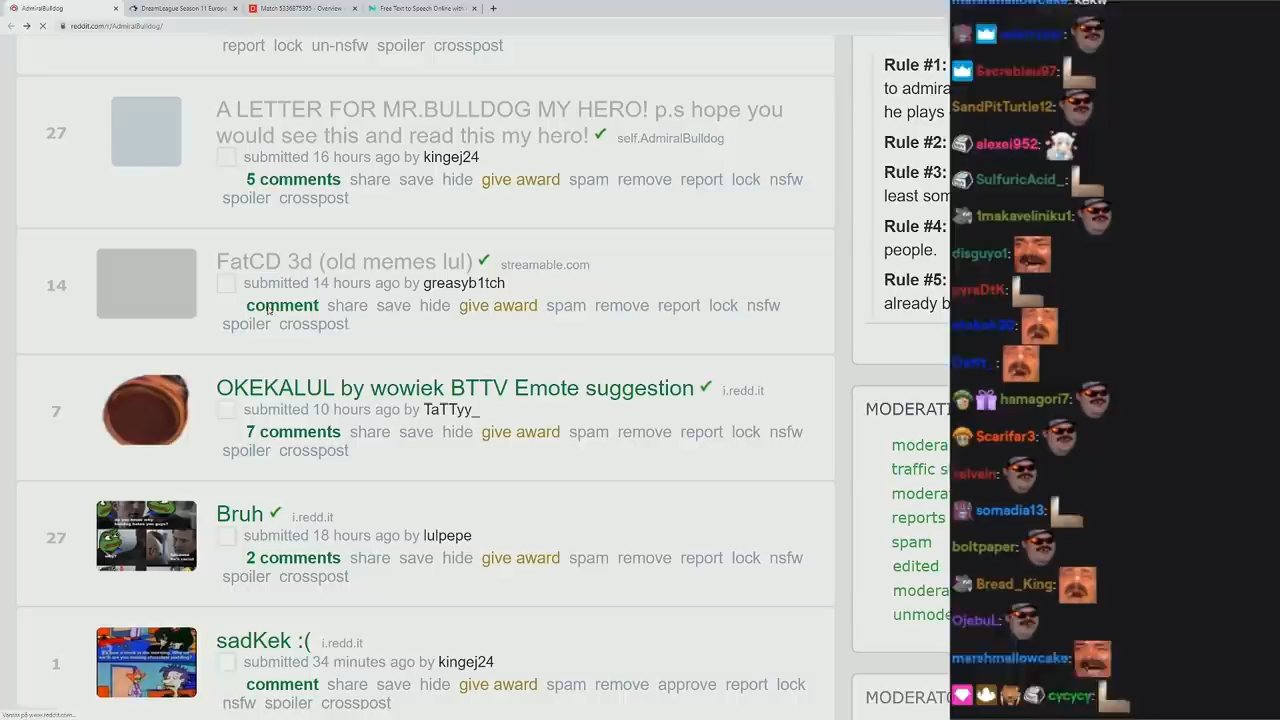 AdmiralBulldog
DreamLeague Season 11 Europ
Match 5336875395 - Overview
Free Text to Speech Online with
reddit.com/r/AdmiralBulldog/
report lock un-nsfw spoiler crosspost
27
A LETTER FOR MR.BULLDOG MY HERO! p.s hope you
would see this and read this my hero! ✔ self.AdmiralBulldog
submitted 16 hours ago by kingej24
5 comments share save hide give award spam remove report lock nsfw
spoiler crosspost
14
FatCD 3d (old memes lul) ✔ streamable.com
submitted 14 hours ago by greasyb1tch
comment share save hide give award spam remove report lock nsfw
spoiler crosspost
7
OKEKALUL by wowiek BTTV Emote suggestion ✔ i.redd.it
submitted 10 hours ago by TaTTyy_
7 comments share save hide give award spam remove report lock nsfw
spoiler crosspost
27
Bruh ✔ i.redd.it
submitted 18 hours ago by lulpepe
2 comments share save hide give award spam remove report lock nsfw
spoiler crosspost
1
sadKek :( i.redd.it
submitted 34 minutes ago by kingej24
comment share save hide give award spam remove approve report lock
nsfw spoiler crosspost
Rule #1:
to admira
he plays
Rule #2:
Rule #3:
least som
Rule #4:
people.
Rule #5:
already b
MODERATI
modera
traffic s
modera
reports
spam
edited
modera
unmode
MODERATO
marshmallowcake: KEKW
Sacrebleu97:
SandPitTurtle12:
alexei952:
SulfuricAcid_:
1makaveliniku1:
disguyo1:
hamagori7:
Scarifar3:
somadia13:
boltpaper:
Bread_King:
OjebuL:
marshmallowcake:
cycycy: